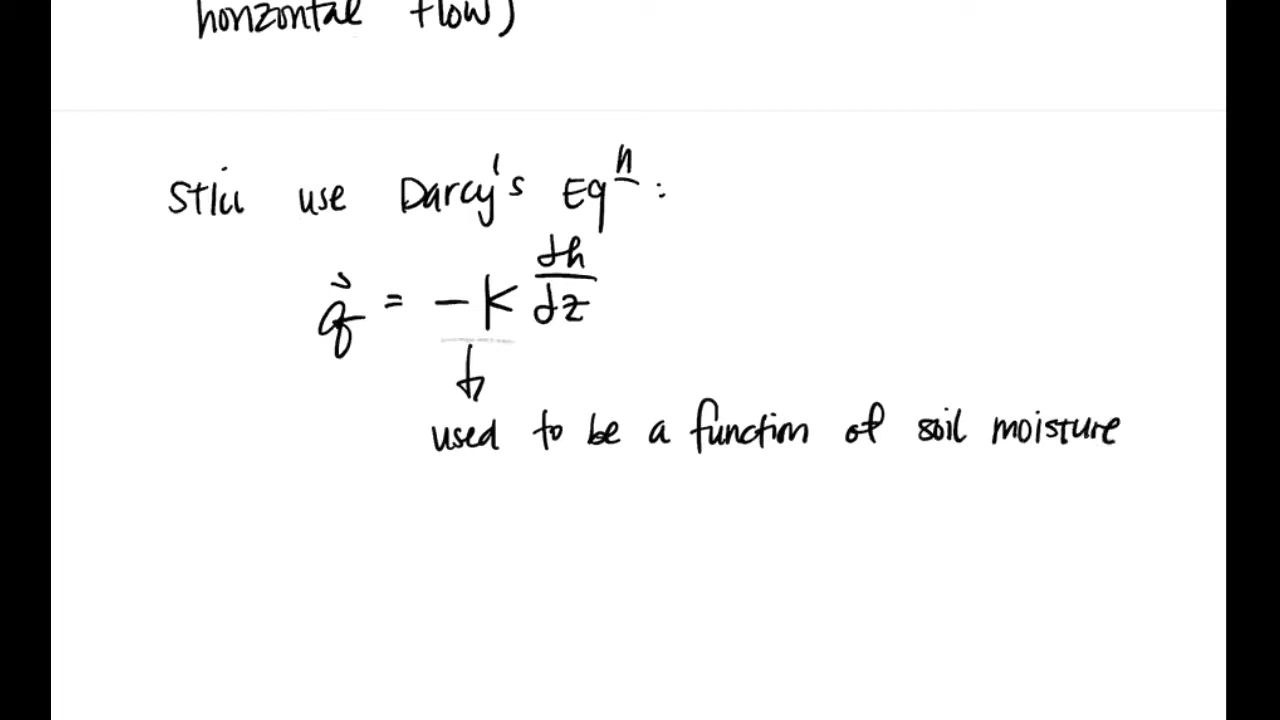 horizontal flow)
Still use Darcy's Eqn:
q⃗ = -K dh/dz
used to be a function of soil moisture